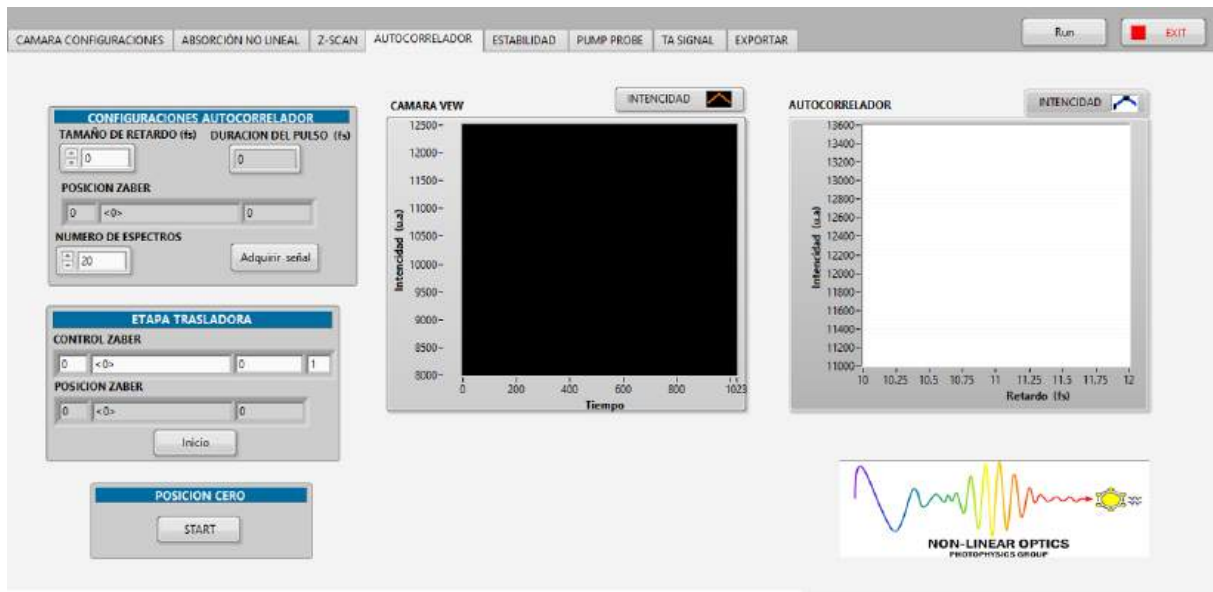 Run
EXIT
CAMARA CONFIGURACIONES
ABSORCIÓN NO LINEAL
Z-SCAN
AUTOCORRELADOR
ESTABILIDAD
PUMP PROBE
TA SIGNAL
EXPORTAR
CONFIGURACIONES AUTOCORRELADOR
TAMAÑO DE RETARDO (fs) DURACION DEL PULSO (fs)
0 0
POSICION ZABER
0 <0> 0
NUMERO DE ESPECTROS
20 Adquirir señal
ETAPA TRASLADORA
CONTROL ZABER
0 <0> 0 1
POSICION ZABER
0 <0> 0
Inicio
POSICION CERO
START
CAMARA VEW INTENCIDAD
12500
12000
11500
11000
10500
10000
9500
9000
8500
8000
Intencidad (u.a)
0 200 400 600 800 1023
Tiempo
AUTOCORRELADOR INTENCIDAD
13600
13400
13200
13000
12800
12600
12400
12200
12000
11800
11600
11400
11200
11000
Intencidad (u.a)
10 10.25 10.5 10.75 11 11.25 11.5 11.75 12
Retardo (fs)
NON-LINEAR OPTICS
PHOTOPHYSICS GROUP